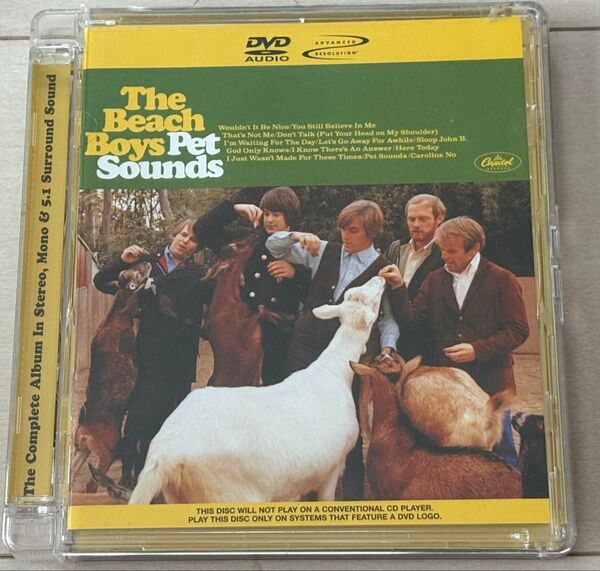 DVD
AUDIO
ADVANCED
RESOLUTION
The
Beach
Boys Pet
Sounds
Wouldn't It Be Nice/You Still Believe In Me
That's Not Me/Don't Talk (Put Your Head on My Shoulder)
I'm Waiting For The Day/Let's Go Away For Awhile/Sloop John B.
God Only Knows/I Know There's An Answer/Here Today
I Just Wasn't Made For These Times/Pet Sounds/Caroline No
Capitol
RECORDS
The Complete Album In Stereo, Mono & 5.1 Surround Sound
THIS DISC WILL NOT PLAY ON A CONVENTIONAL CD PLAYER.
PLAY THIS DISC ONLY ON SYSTEMS THAT FEATURE A DVD LOGO.